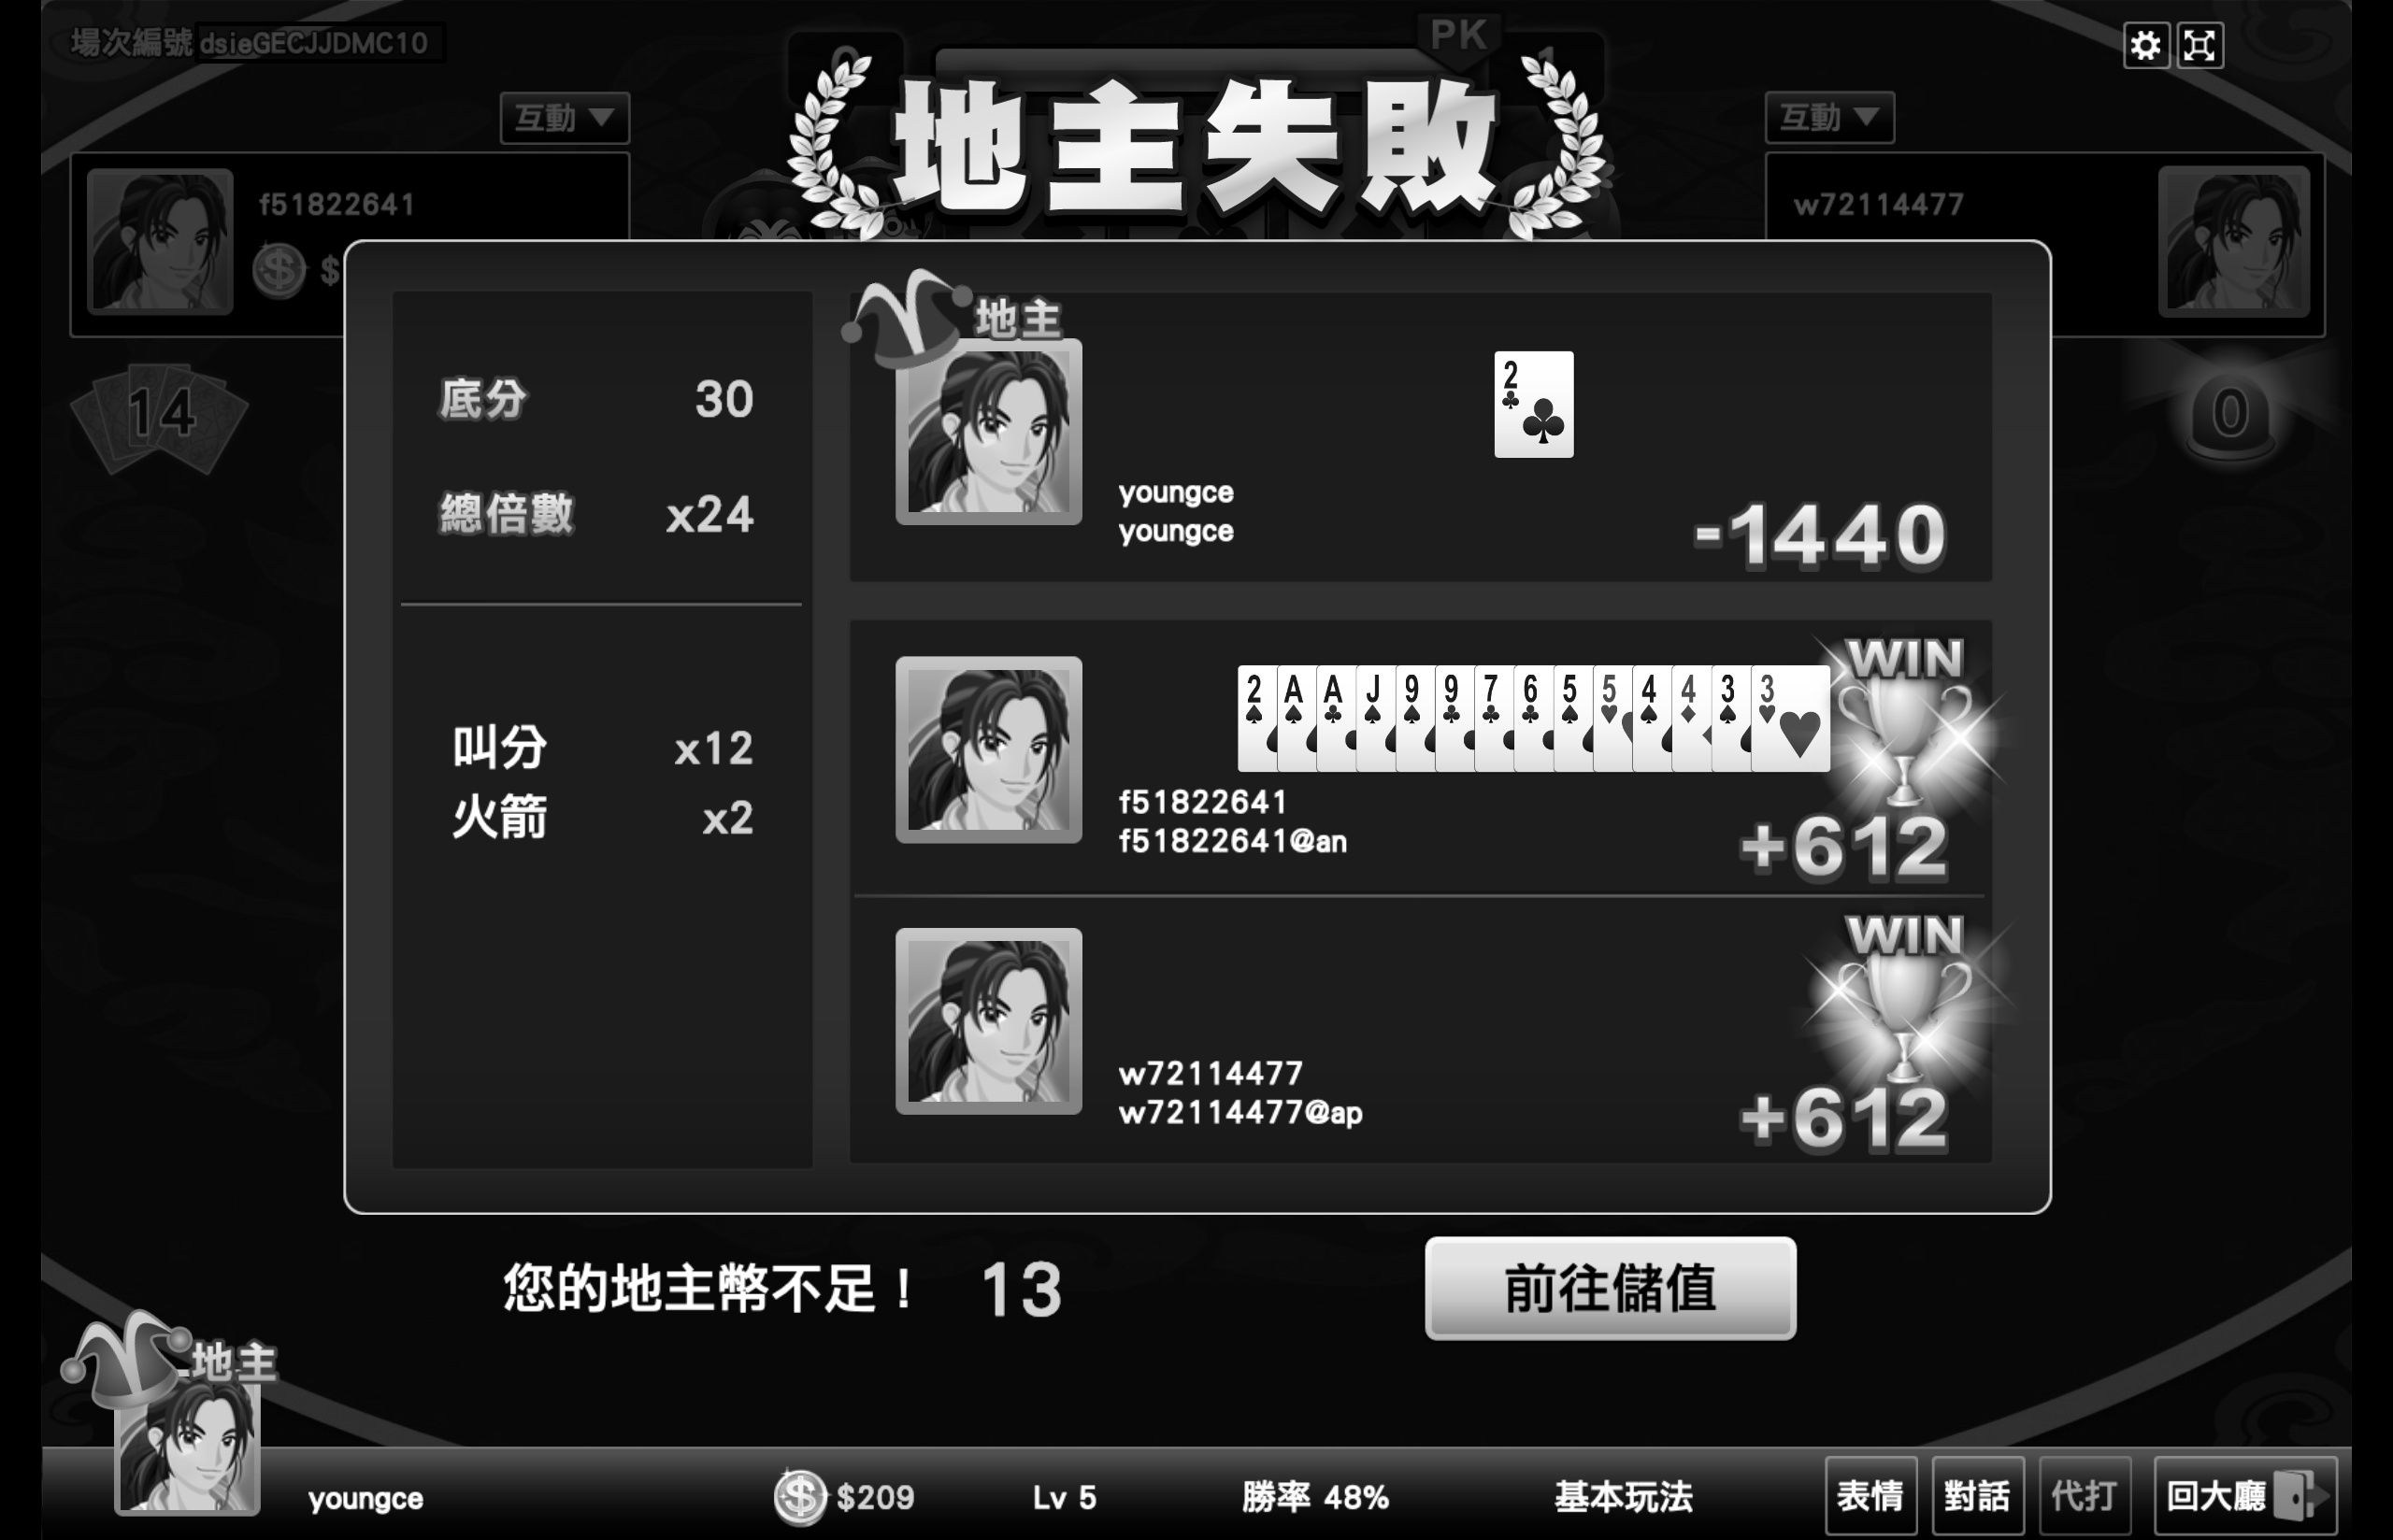 場次編號 dsieGECJJDMC10
PK
地主失敗
互動
互動
f51822641
w72114477
$
14
0
底分 30
總倍數 x24
叫分 x12
火箭 x2
地主
2
youngce
youngce
-1440
2 A A J 9 9 7 6 5 5 4 4 3 3
WIN
f51822641
f51822641@an
+612
WIN
w72114477
w72114477@ap
+612
您的地主幣不足！ 13
前往儲值
地主
youngce
$209
Lv 5
勝率 48%
基本玩法
表情
對話
代打
回大廳